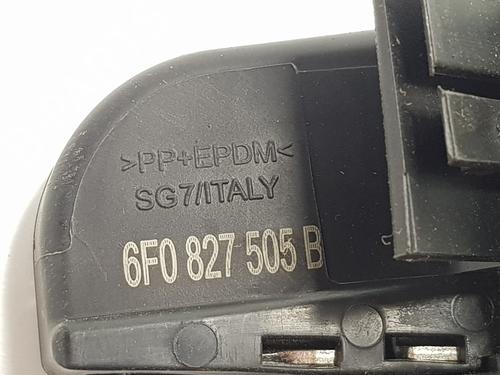 >PP+EPDM<
SG7/ITALY
6F0 827 505 B